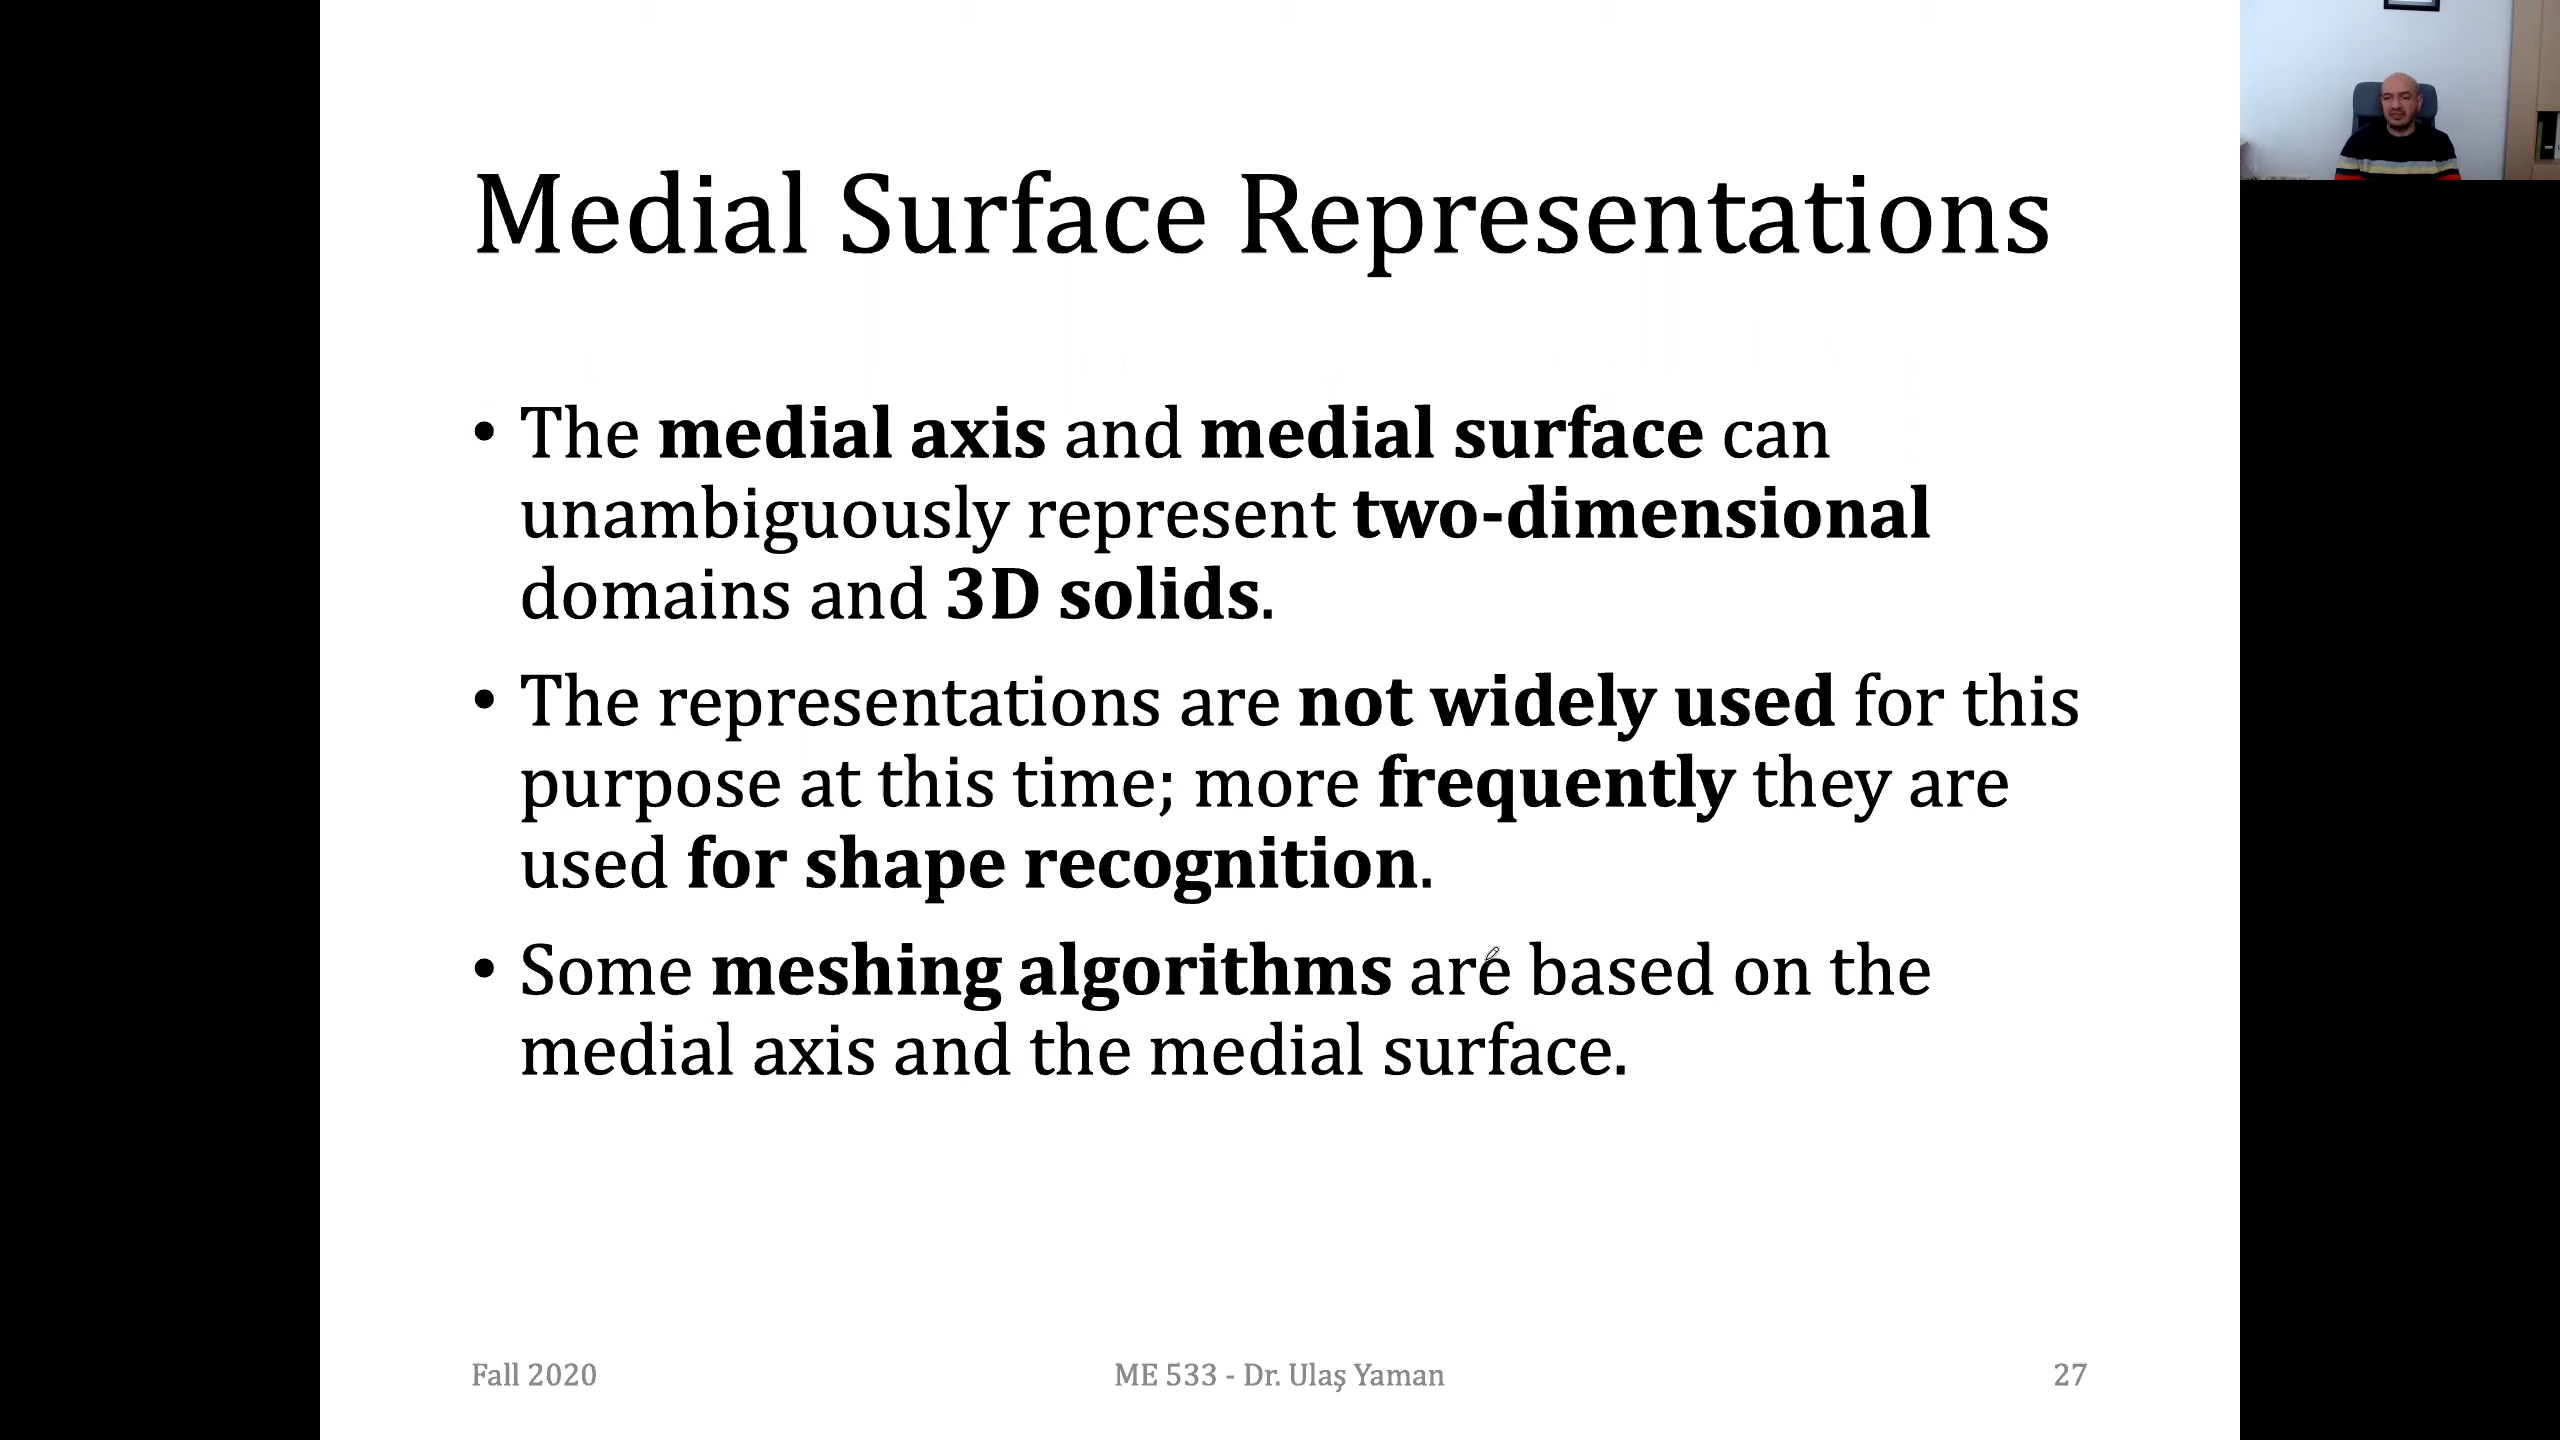 Medial Surface Representations
• The medial axis and medial surface can
unambiguously represent two-dimensional
domains and 3D solids.
• The representations are not widely used for this
purpose at this time; more frequently they are
used for shape recognition.
• Some meshing algorithms are based on the
medial axis and the medial surface.
Fall 2020
ME 533 - Dr. Ulaş Yaman
27